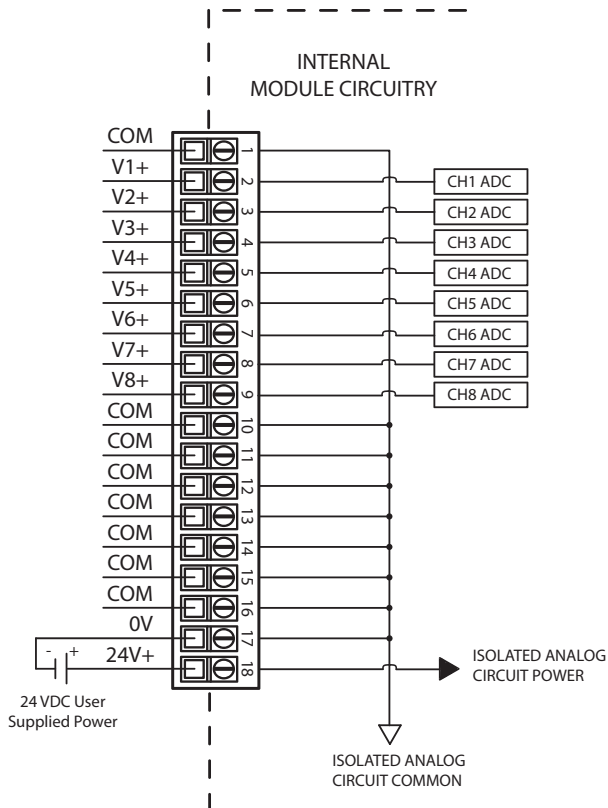 INTERNAL
MODULE CIRCUITRY
COM 1
V1+ 2 CH1 ADC
V2+ 3 CH2 ADC
V3+ 4 CH3 ADC
V4+ 5 CH4 ADC
V5+ 6 CH5 ADC
V6+ 7 CH6 ADC
V7+ 8 CH7 ADC
V8+ 9 CH8 ADC
COM 10
COM 11
COM 12
COM 13
COM 14
COM 15
COM 16
0V 17
- + 24V+ 18
ISOLATED ANALOG
CIRCUIT POWER
24 VDC User
Supplied Power
ISOLATED ANALOG
CIRCUIT COMMON